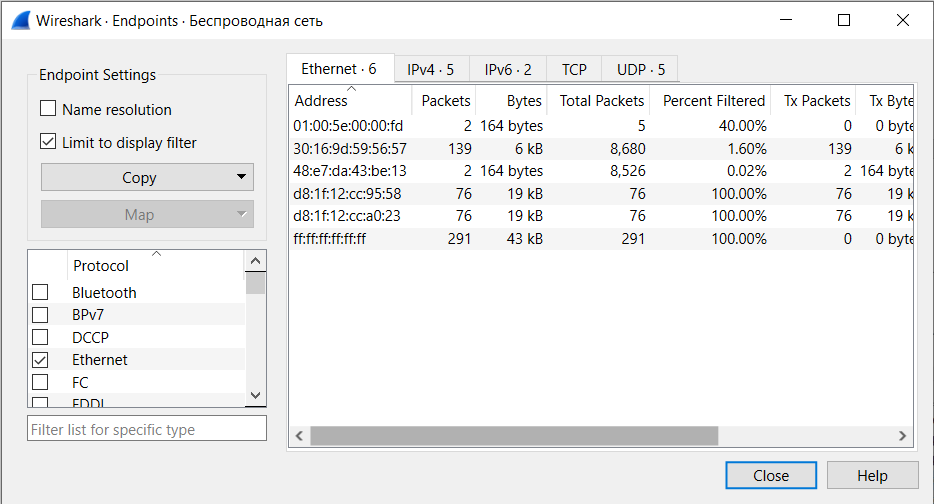 Wireshark · Endpoints · Беспроводная сеть
Endpoint Settings
Name resolution
Limit to display filter
Copy
Map
Protocol
Bluetooth
BPv7
DCCP
Ethernet
FC
FDDI
Filter list for specific type
Ethernet · 6 IPv4 · 5 IPv6 · 2 TCP UDP · 5
Address Packets Bytes Total Packets Percent Filtered Tx Packets Tx Byte
01:00:5e:00:00:fd 2 164 bytes 5 40.00% 0 0 byte
30:16:9d:59:56:57 139 6 kB 8,680 1.60% 139 6 k
48:e7:da:43:be:13 2 164 bytes 8,526 0.02% 2 164 byte
d8:1f:12:cc:95:58 76 19 kB 76 100.00% 76 19 k
d8:1f:12:cc:a0:23 76 19 kB 76 100.00% 76 19 k
ff:ff:ff:ff:ff:ff 291 43 kB 291 100.00% 0 0 byte
Close Help